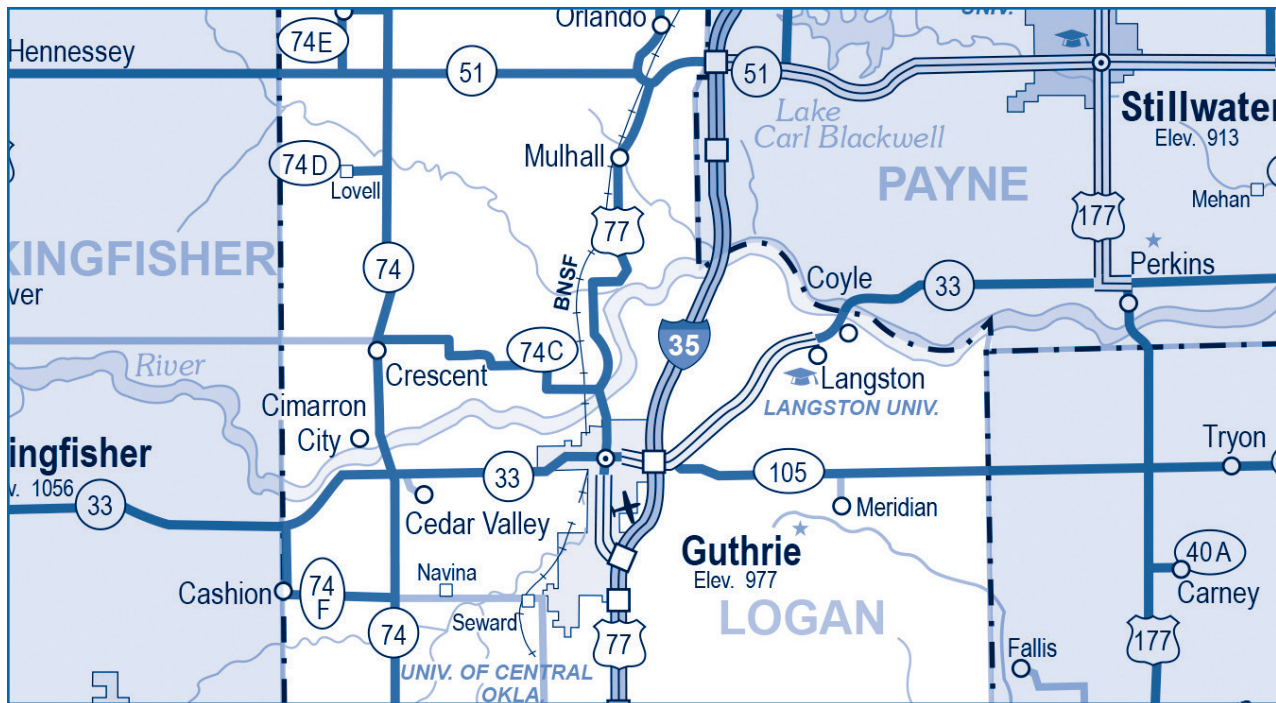 Orlando
UNIV.
74E
Hennessey
51
51
Stillwater
Elev. 913
Lake
Carl Blackwell
Mulhall
74D
Lovell
PAYNE
Mehan
177
77
KINGFISHER
74
BNSF
Coyle
33
Perkins
35
74C
River
Crescent
Langston
LANGSTON UNIV.
Cimarron
City
Tryon
ingfisher
v. 1056
33
33
105
Cedar Valley
Meridian
Guthrie
Elev. 977
40A
Carney
Cashion
74
F
Navina
Seward
LOGAN
74
77
177
Fallis
UNIV. OF CENTRAL
OKLA.